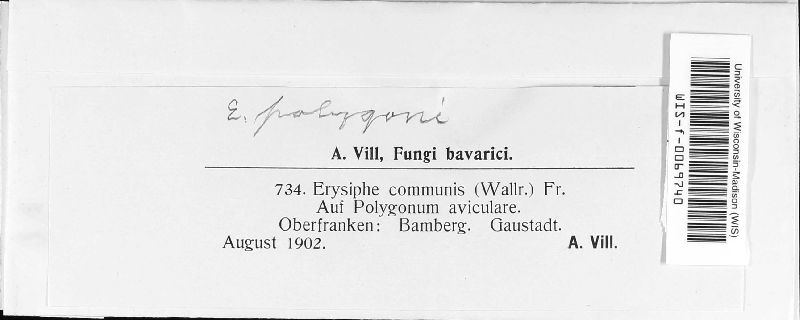 E. polygoni
A. Vill, Fungi bavarici.
734. Erysiphe communis (Wallr.) Fr.
Auf Polygonum aviculare.
Oberfranken: Bamberg. Gaustadt.
August 1902. A. Vill.
University of Wisconsin-Madison (WIS)
WIS-f-0069740